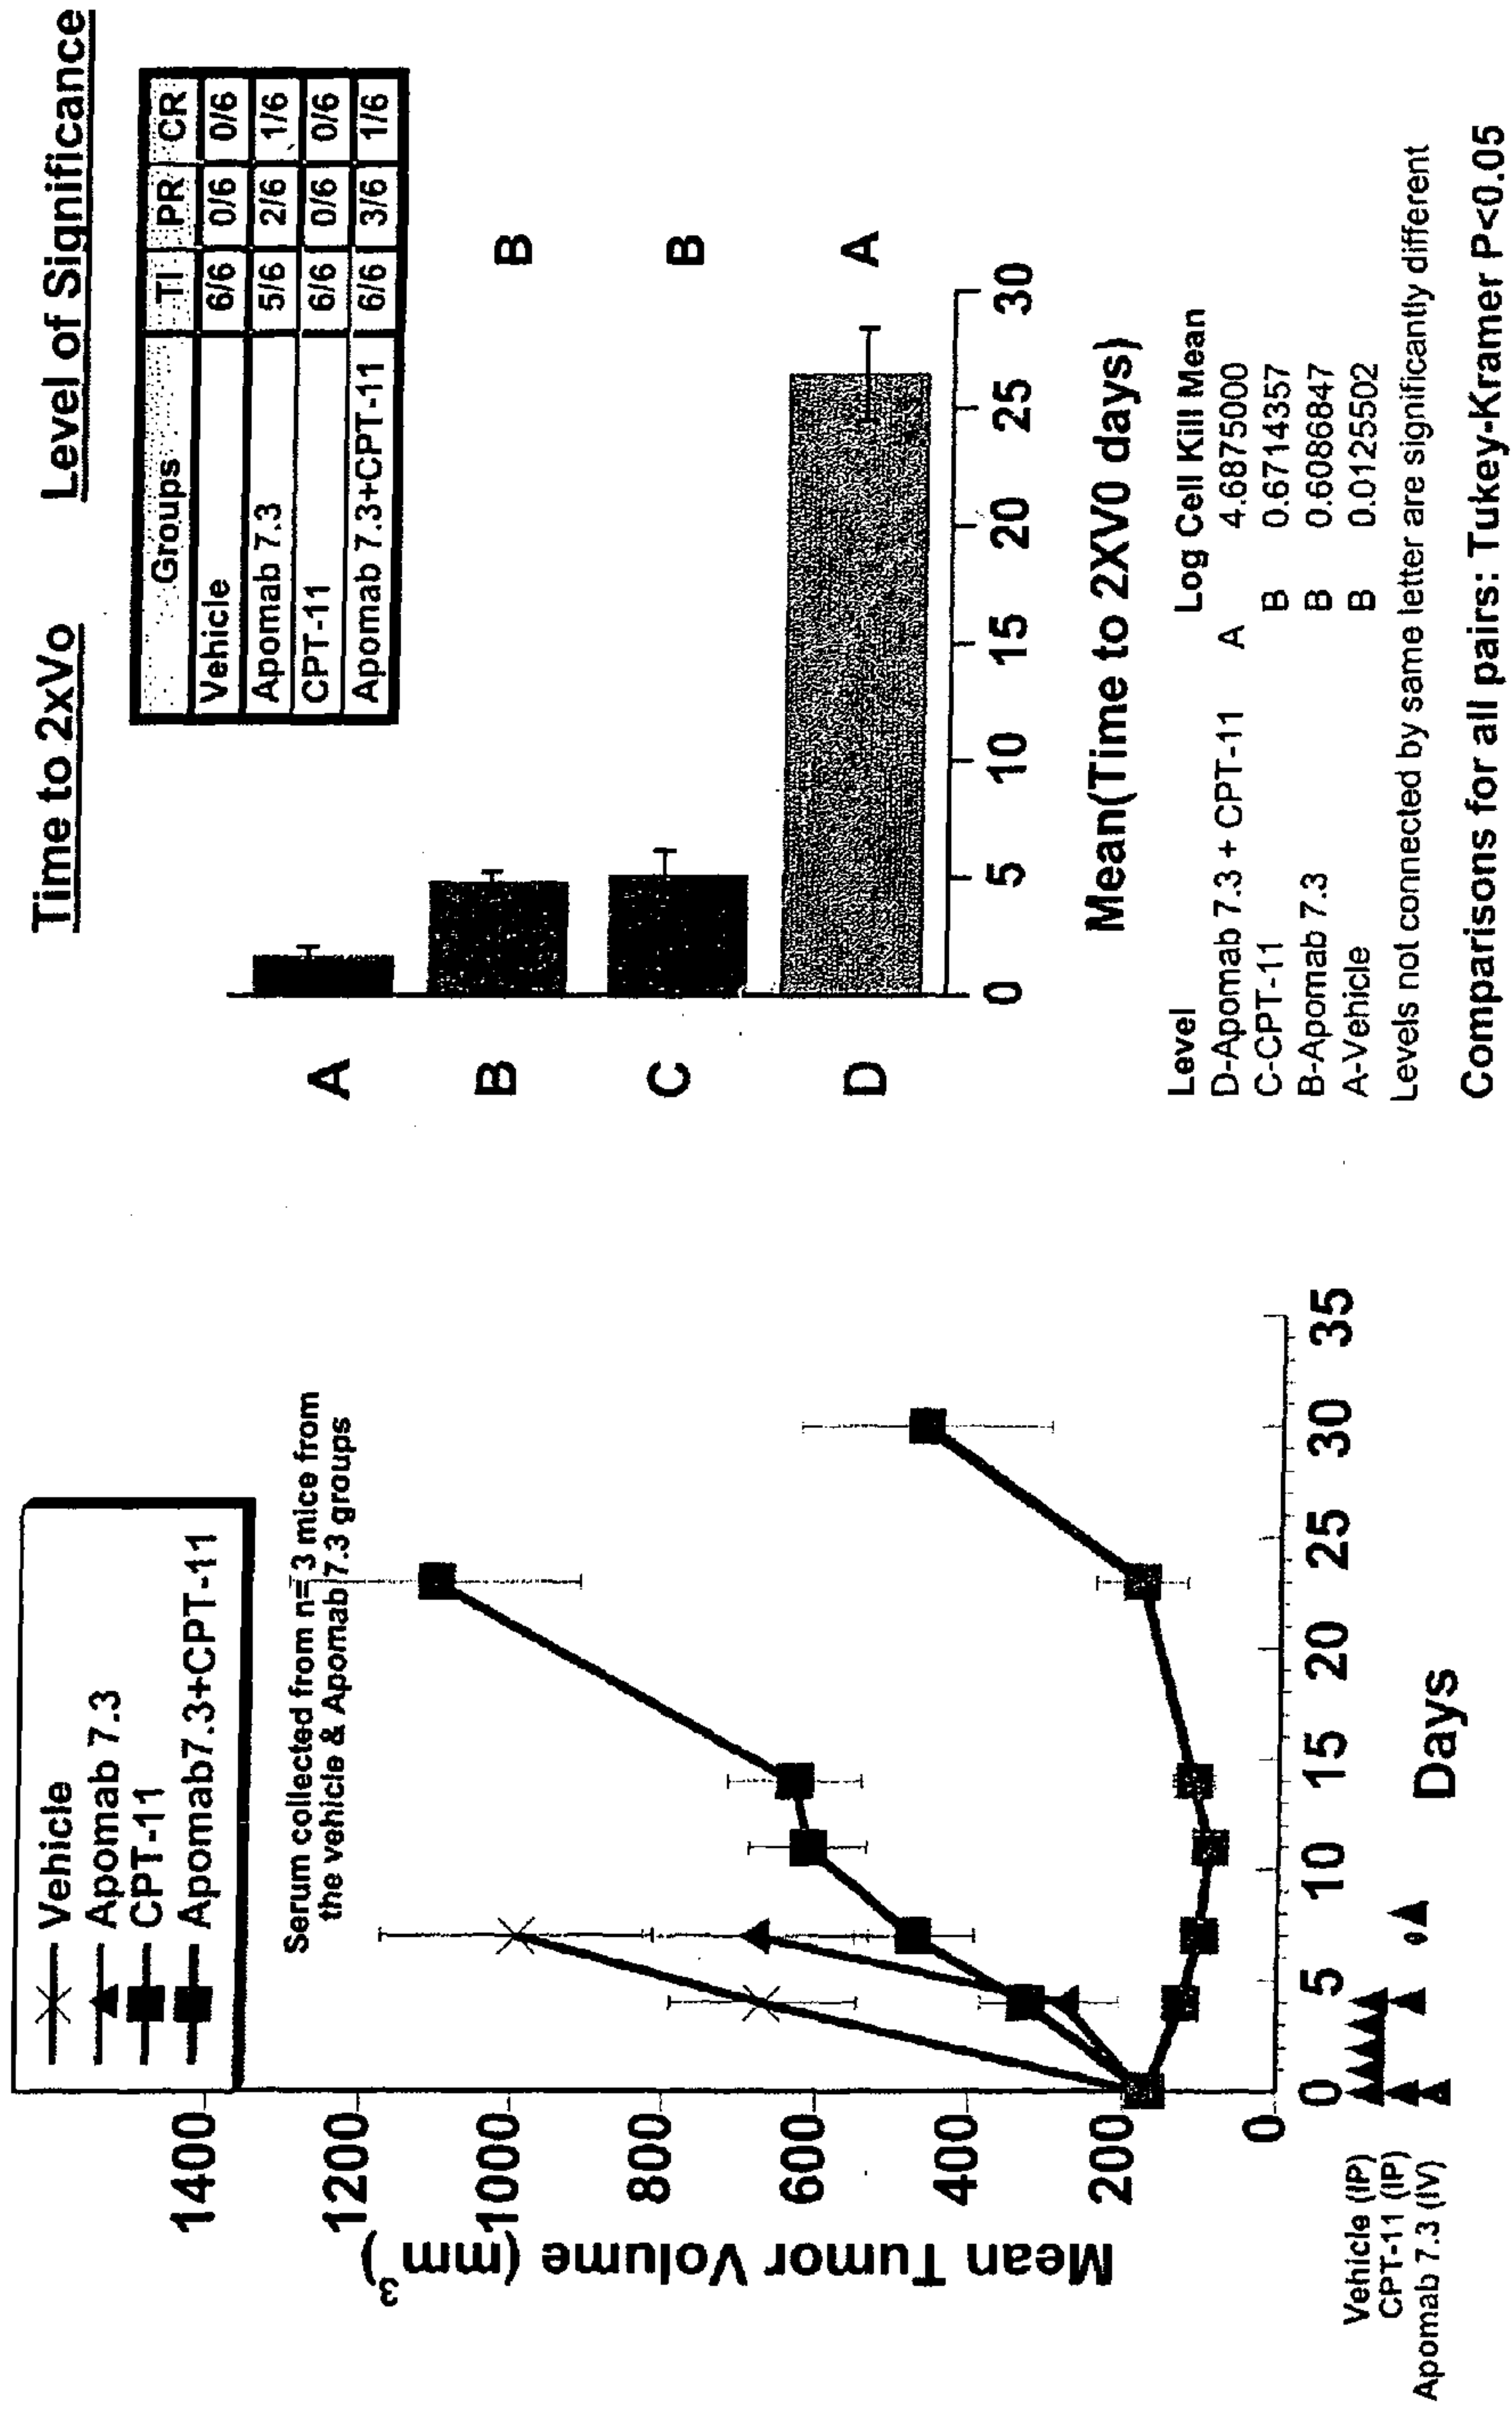 Vehicle
Apomab 7.3
CPT-11
Apomab7.3+CPT-11
Serum collected from n= 3 mice from
the vehicle & Apomab 7.3 groups
Mean Tumor Volume (mm3)
1400
1200
1000
800
600
400
200
0
0 5 10 15 20 25 30 35
Days
Vehicle (IP)
CPT-11 (IP)
Apomab 7.3 (IV)
Time to 2xVo
Level of Significance
Groups TI PR CR
Vehicle 6/6 0/6 0/6
Apomab 7.3 5/6 2/6 1/6
CPT-11 6/6 0/6 0/6
Apomab 7.3+CPT-11 6/6 3/6 1/6
A
B B
C B
D A
0 5 10 15 20 25 30
Mean(Time to 2XV0 days)
Level Log Cell Kill Mean
D-Apomab 7.3 + CPT-11 A 4.6875000
C-CPT-11 B 0.6714357
B-Apomab 7.3 B 0.6086847
A-Vehicle B 0.0125502
Levels not connected by same letter are significantly different
Comparisons for all pairs: Tukey-Kramer P<0.05